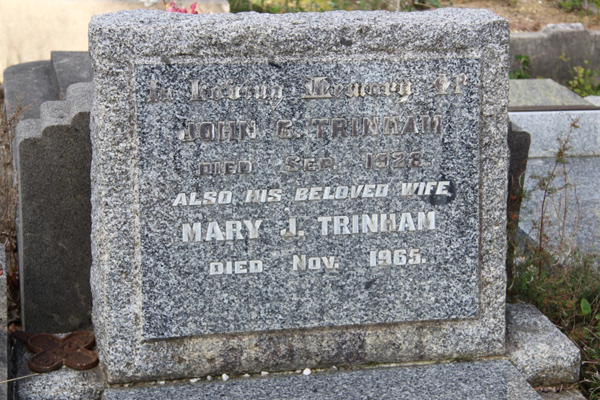 In Loving Memory of
JOHN G. TRINHAM
DIED SEP. 1928.
ALSO HIS BELOVED WIFE
MARY J. TRINHAM
DIED NOV. 1965.